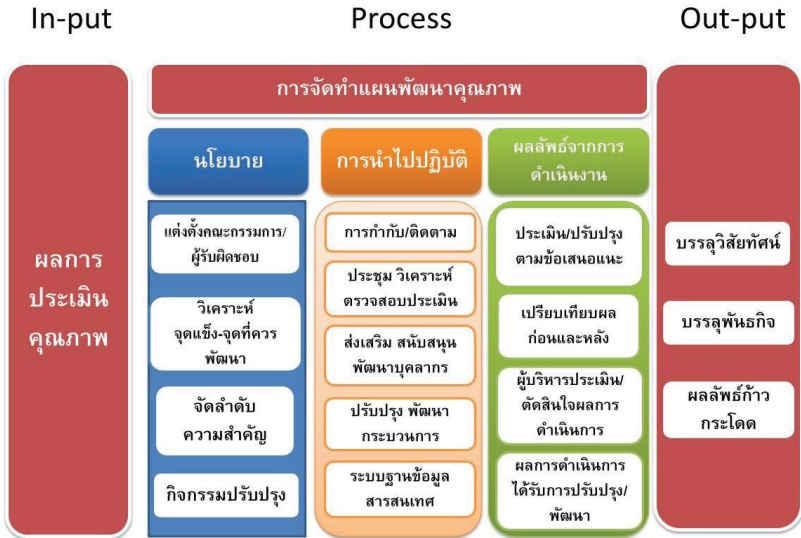 In-put
Process
Out-put
ผลการ
ประเมิน
คุณภาพ
การจัดทำแผนพัฒนาคุณภาพ
นโยบาย
แต่งตั้งคณะกรรมการ/
ผู้รับผิดชอบ
วิเคราะห์
จุดแข็ง-จุดที่ควร
พัฒนา
จัดลำดับ
ความสำคัญ
กิจกรรมปรับปรุง
การนำไปปฏิบัติ
การกำกับ/ติดตาม
ประชุม วิเคราะห์
ตรวจสอบประเมิน
ส่งเสริม สนับสนุน
พัฒนาบุคลากร
ปรับปรุง พัฒนา
กระบวนการ
ระบบฐานข้อมูล
สารสนเทศ
ผลลัพธ์จากการ
ดำเนินงาน
ประเมิน/ปรับปรุง
ตามข้อเสนอแนะ
เปรียบเทียบผล
ก่อนและหลัง
ผู้บริหารประเมิน/
ตัดสินใจผลการ
ดำเนินการ
ผลการดำเนินการ
ได้รับการปรับปรุง/
พัฒนา
บรรลุวิสัยทัศน์
บรรลุพันธกิจ
ผลลัพธ์ก้าว
กระโดด